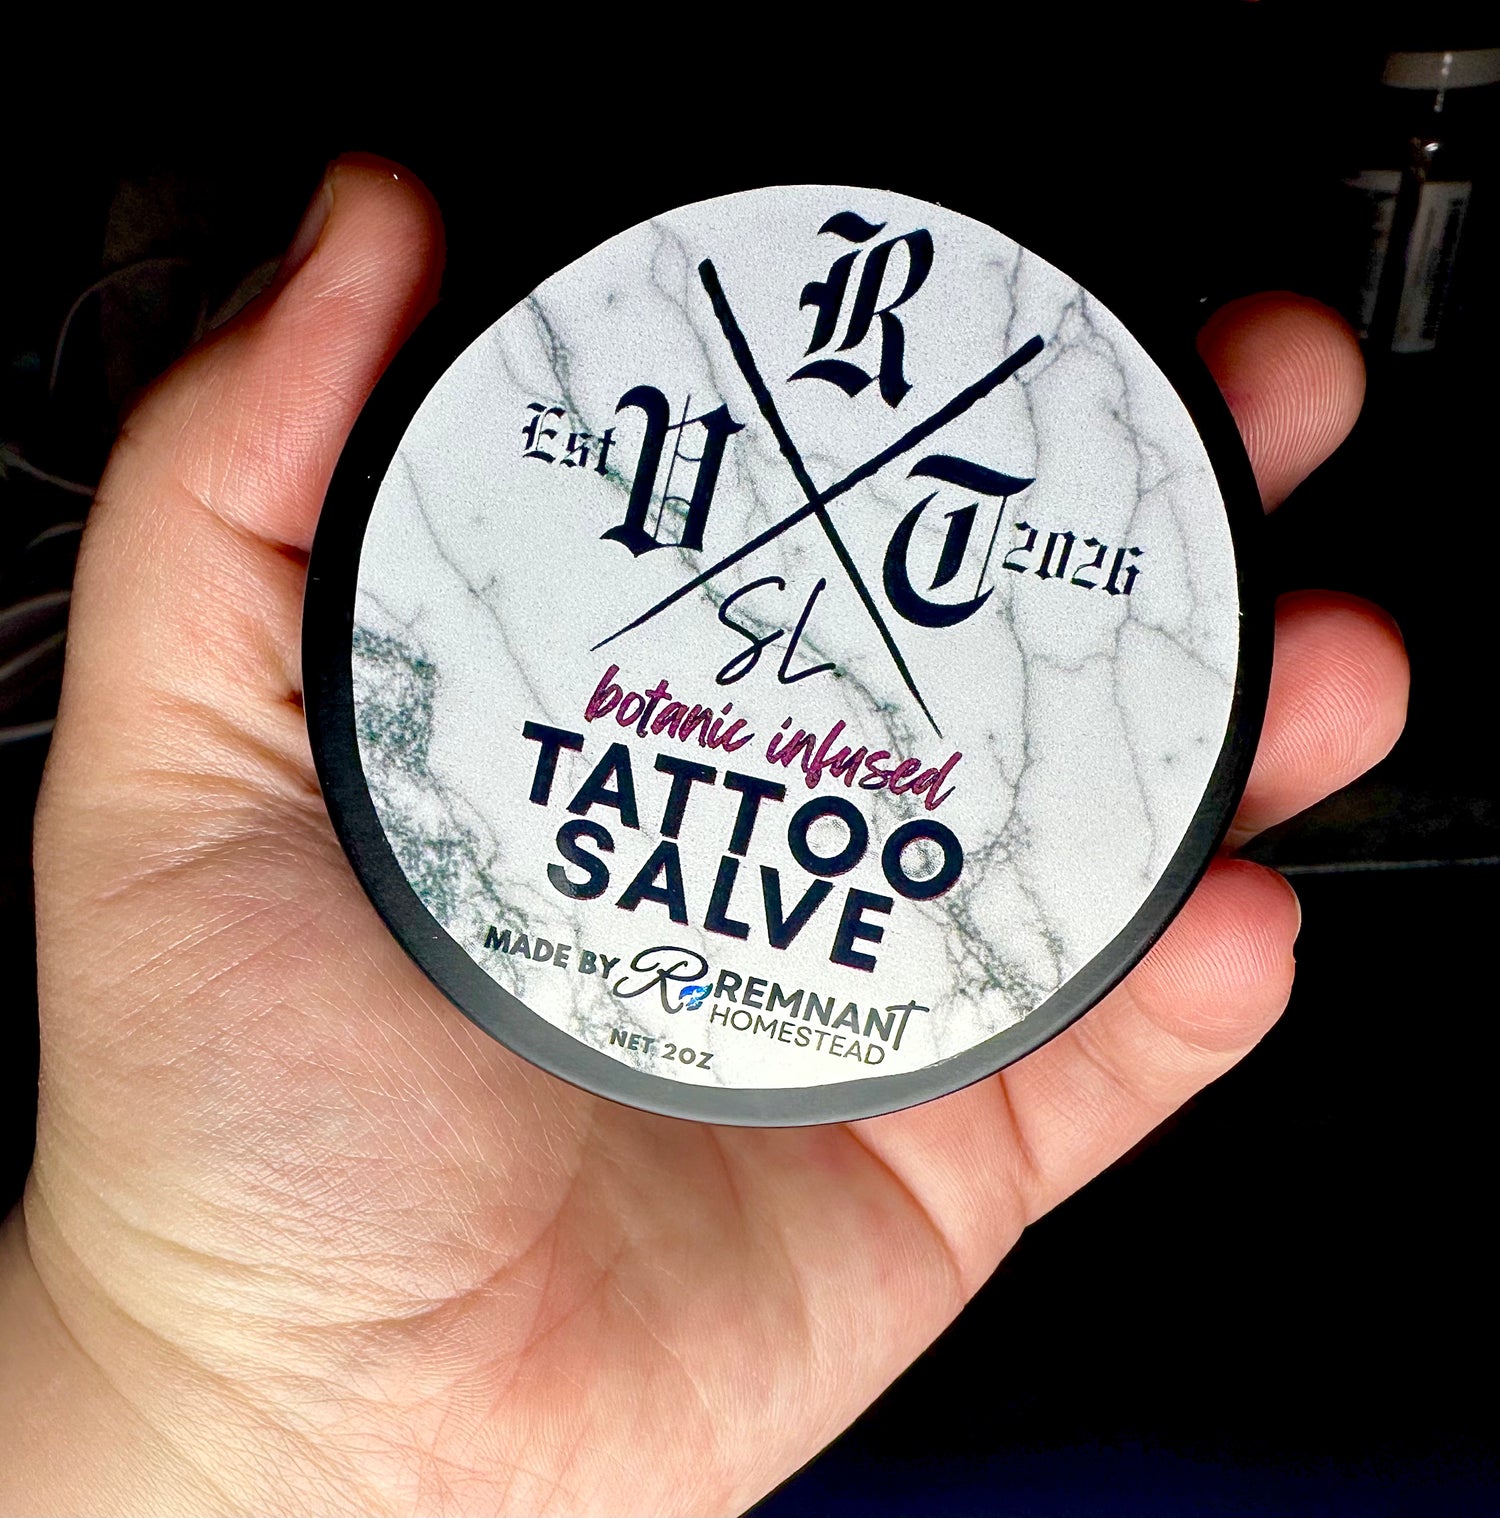 R
Est V T 2026
SL
botanic infused
TATTOO
SALVE
MADE BY R REMNANT
HOMESTEAD
NET 2OZ